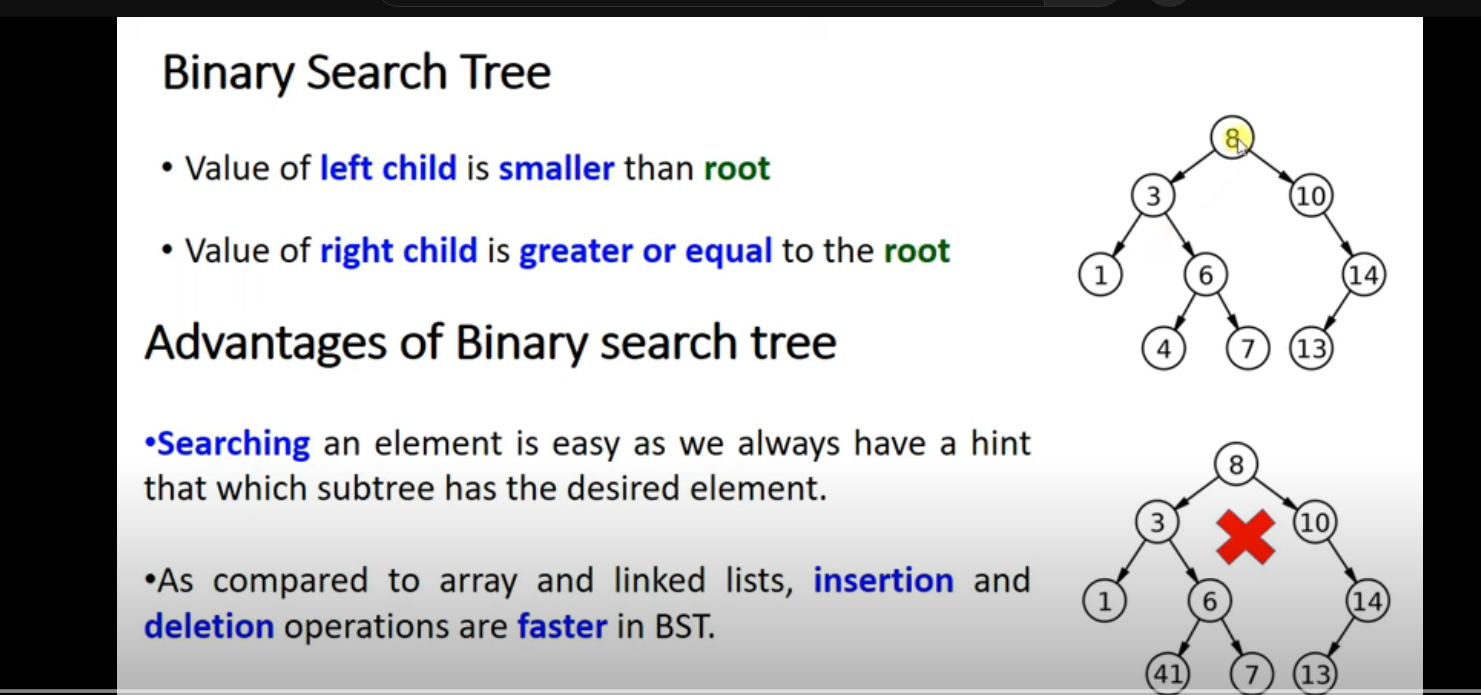 Binary Search Tree
• Value of left child is smaller than root
• Value of right child is greater or equal to the root
Advantages of Binary search tree
•Searching an element is easy as we always have a hint
that which subtree has the desired element.
•As compared to array and linked lists, insertion and
deletion operations are faster in BST.
8
3 10
1 6 14
4 7 13
8
3 10
1 6 14
41 7 13